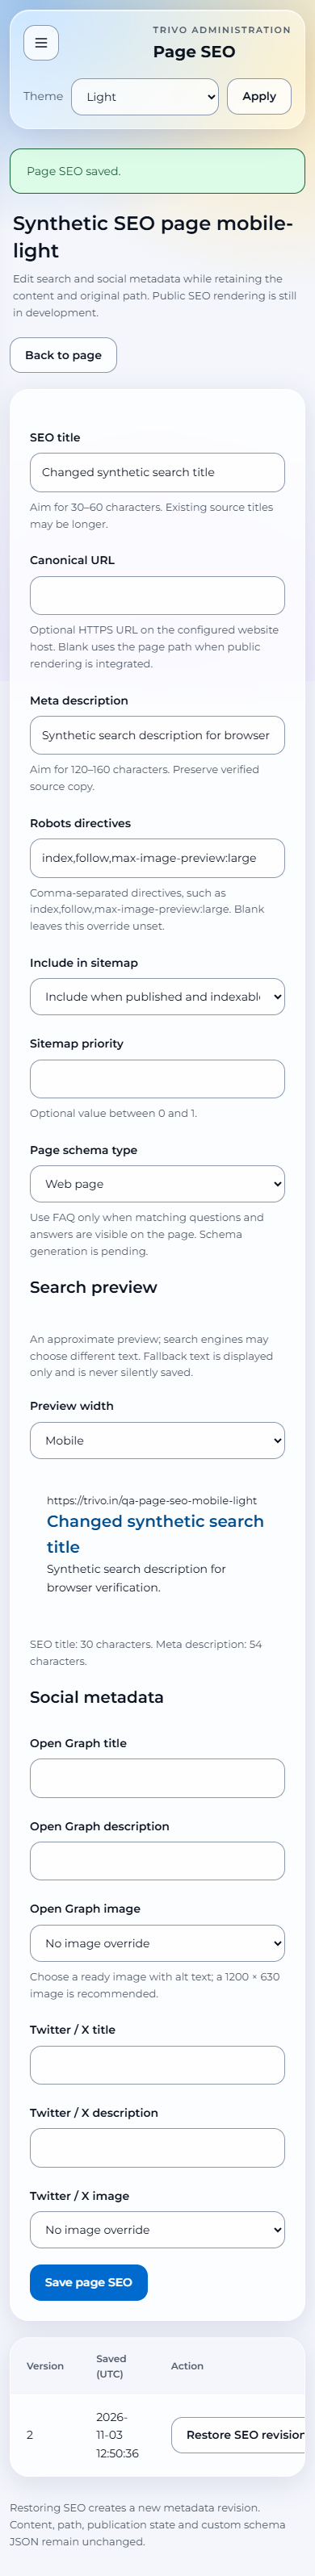 TRIVO ADMINISTRATION
Page SEO
Theme
Light
Apply
Page SEO saved.
Synthetic SEO page mobile-
light
Edit search and social metadata while retaining the
content and original path. Public SEO rendering is still
in development.
Back to page
SEO title
Changed synthetic search title
Aim for 30–60 characters. Existing source titles
may be longer.
Canonical URL
Optional HTTPS URL on the configured website
host. Blank uses the page path when public
rendering is integrated.
Meta description
Synthetic search description for browser
Aim for 120–160 characters. Preserve verified
source copy.
Robots directives
index,follow,max-image-preview:large
Comma-separated directives, such as
index,follow,max-image-preview:large. Blank
leaves this override unset.
Include in sitemap
Include when published and indexabl
Sitemap priority
Optional value between 0 and 1.
Page schema type
Web page
Use FAQ only when matching questions and
answers are visible on the page. Schema
generation is pending.
Search preview
An approximate preview; search engines may
choose different text. Fallback text is displayed
only and is never silently saved.
Preview width
Mobile
https://trivo.in/qa-page-seo-mobile-light
Changed synthetic search
title
Synthetic search description for
browser verification.
SEO title: 30 characters. Meta description: 54
characters.
Social metadata
Open Graph title
Open Graph description
Open Graph image
No image override
Choose a ready image with alt text; a 1200 × 630
image is recommended.
Twitter / X title
Twitter / X description
Twitter / X image
No image override
Save page SEO
Version
Saved
(UTC)
Action
2
2026-
11-03
12:50:36
Restore SEO revision
Restoring SEO creates a new metadata revision.
Content, path, publication state and custom schema
JSON remain unchanged.